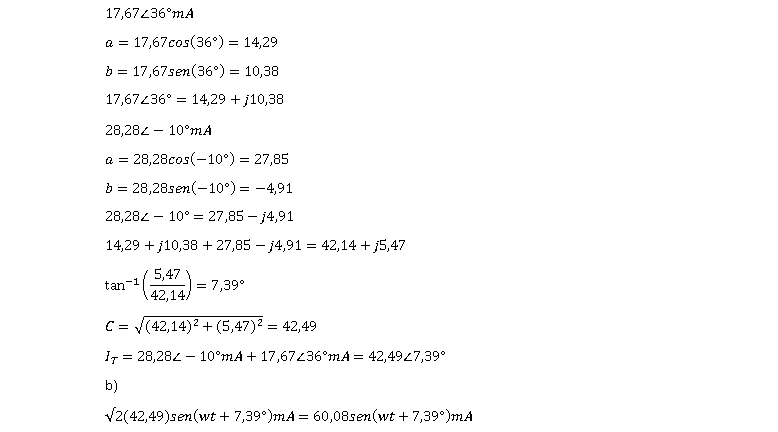 17,67∠36°mA
a = 17,67cos(36°) = 14,29
b = 17,67sen(36°) = 10,38
17,67∠36° = 14,29 + j10,38
28,28∠ − 10°mA
a = 28,28cos(−10°) = 27,85
b = 28,28sen(−10°) = −4,91
28,28∠ − 10° = 27,85 − j4,91
14,29 + j10,38 + 27,85 − j4,91 = 42,14 + j5,47
tan⁻¹(5,47/42,14) = 7,39°
C = √((42,14)² + (5,47)²) = 42,49
I_T = 28,28∠ − 10°mA + 17,67∠36°mA = 42,49∠7,39°
b)
√2(42,49)sen(wt + 7,39°)mA = 60,08sen(wt + 7,39°)mA